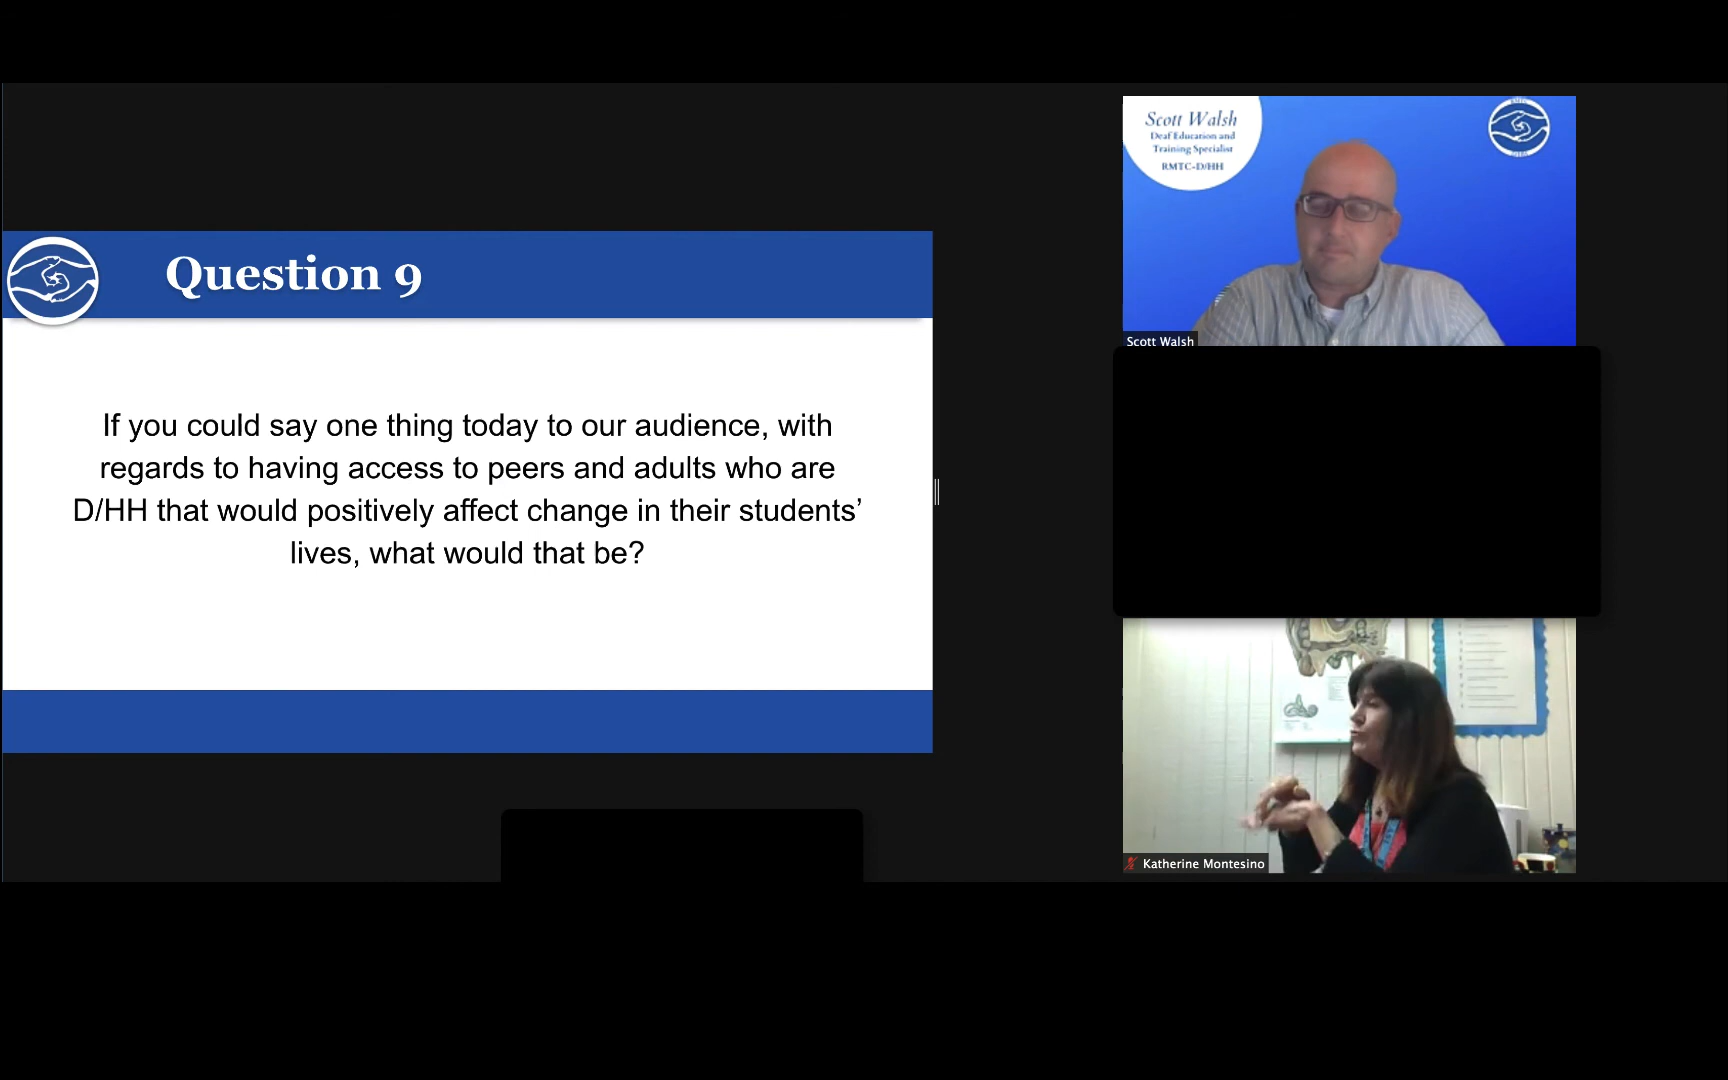 Question 9
If you could say one thing today to our audience, with
regards to having access to peers and adults who are
D/HH that would positively affect change in their students’
lives, what would that be?
Scott Walsh
Deaf Education and
Training Specialist
RMTC-D/HH
Scott Walsh
Katherine Montesino